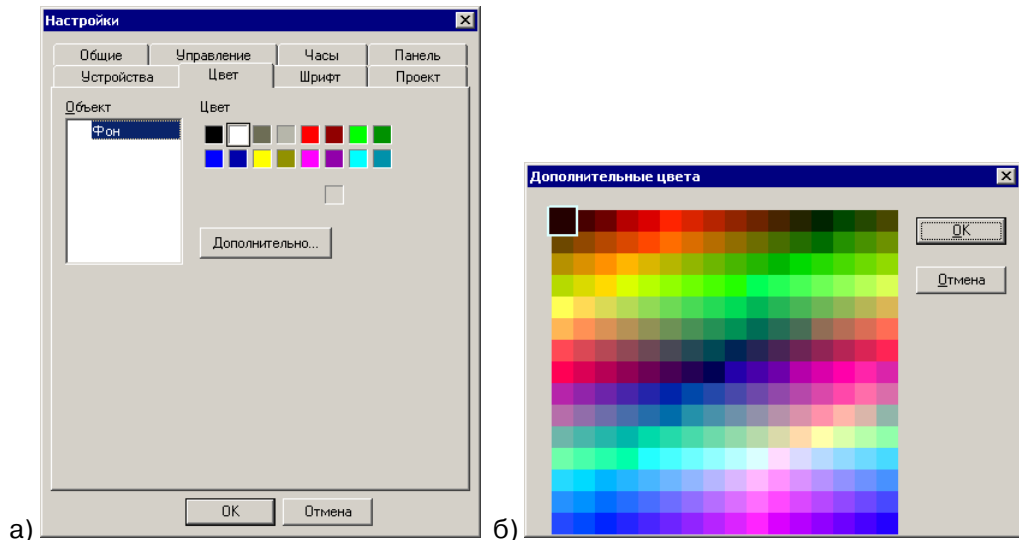 Настройки
Общие Управление Часы Панель
Устройства Цвет Шрифт Проект
Объект Цвет
Фон
Дополнительно...
OK Отмена
а)
Дополнительные цвета
OK
Отмена
б)